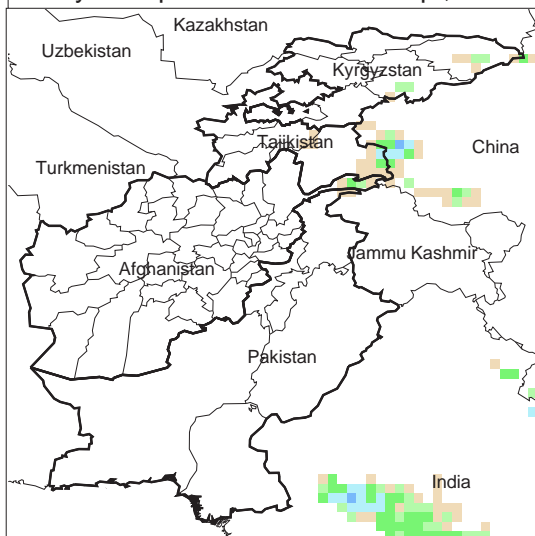 Kazakhstan
Uzbekistan
Kyrgyzstan
Tajikistan
China
Turkmenistan
Jammu Kashmir
Afghanistan
Pakistan
India